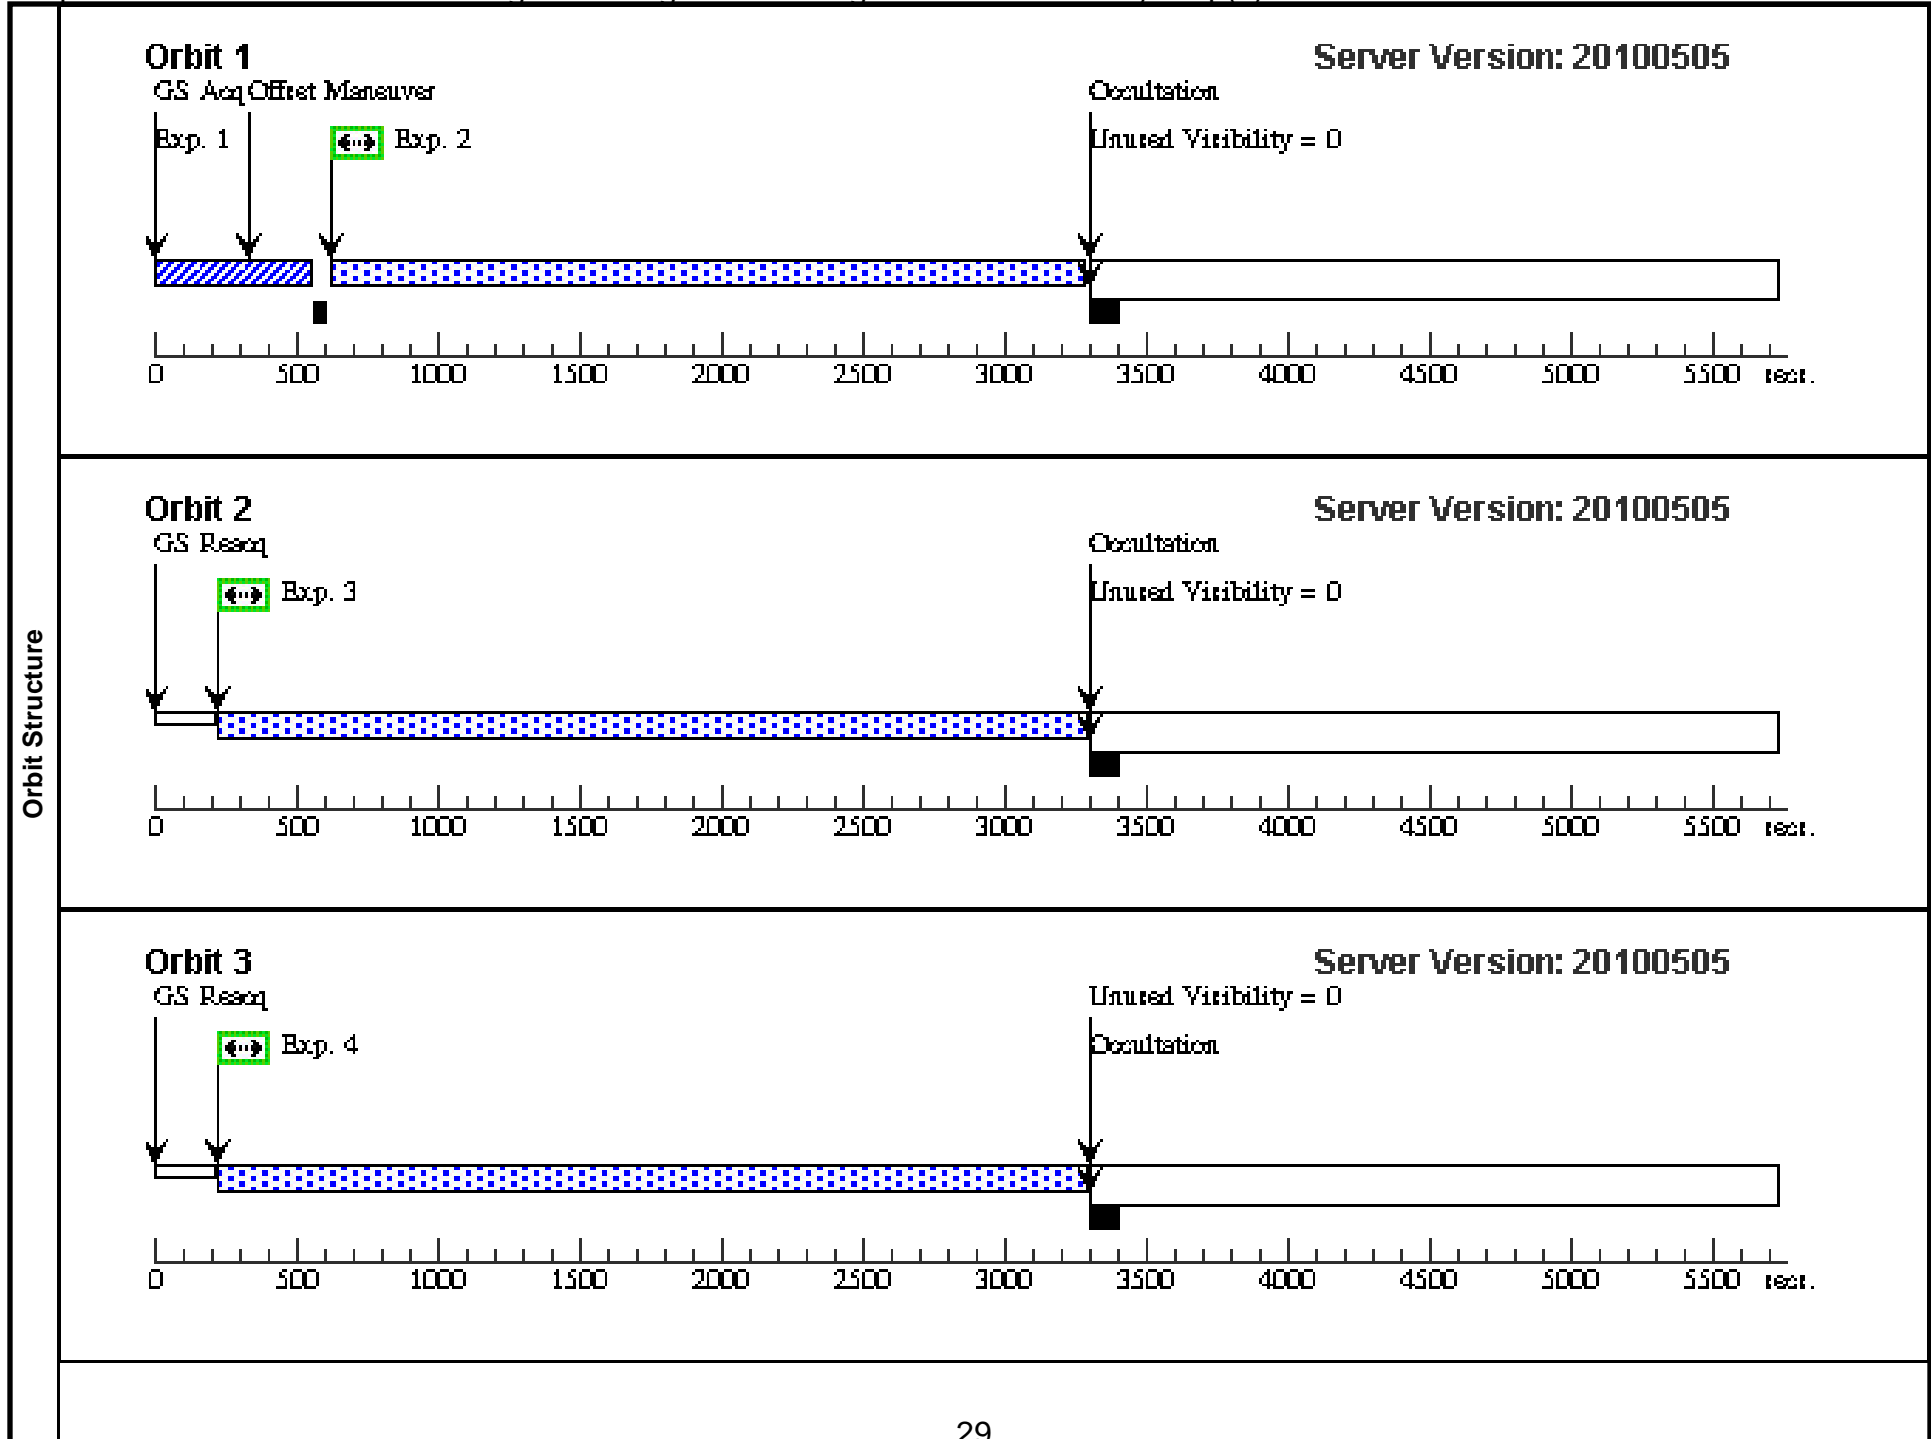 Orbit Structure
Orbit 1
Server Version: 20100505
GS Acq Offset Maneuver
Occultation
Exp. 1
Exp. 2
Unused Visibility = 0
0 500 1000 1500 2000 2500 3000 3500 4000 4500 5000 5500 secs.
Orbit 2
Server Version: 20100505
GS Reacq
Occultation
Exp. 3
Unused Visibility = 0
0 500 1000 1500 2000 2500 3000 3500 4000 4500 5000 5500 secs.
Orbit 3
Server Version: 20100505
GS Reacq
Unused Visibility = 0
Exp. 4
Occultation
0 500 1000 1500 2000 2500 3000 3500 4000 4500 5000 5500 secs.
29